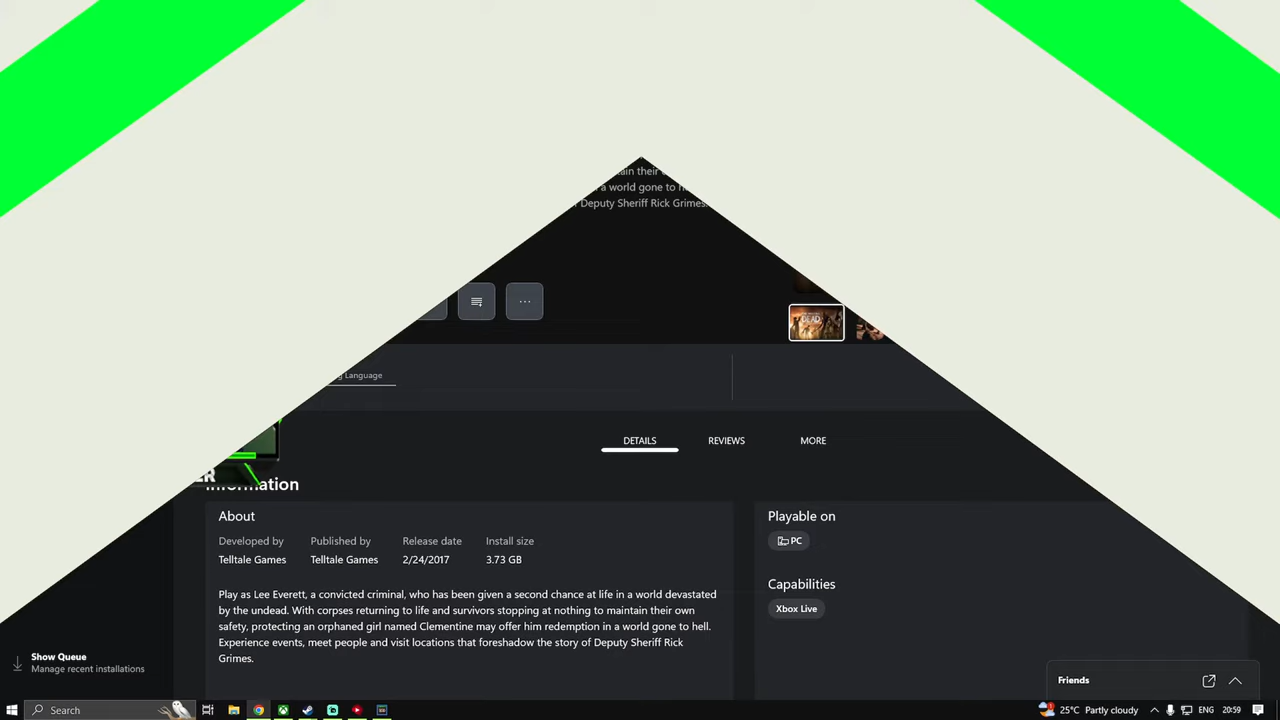 tain their
a world gone to
Deputy Sheriff Rick Grimes.
DEAD
Language
DETAILS
REVIEWS
MORE
Information
About
Developed by
Published by
Release date
Install size
Telltale Games
Telltale Games
2/24/2017
3.73 GB
Play as Lee Everett, a convicted criminal, who has been given a second chance at life in a world devastated
by the undead. With corpses returning to life and survivors stopping at nothing to maintain their own
safety, protecting an orphaned girl named Clementine may offer him redemption in a world gone to hell.
Experience events, meet people and visit locations that foreshadow the story of Deputy Sheriff Rick
Grimes.
Playable on
PC
Capabilities
Xbox Live
Show Queue
Manage recent installations
Friends
Search
25°C Partly cloudy
ENG
20:59